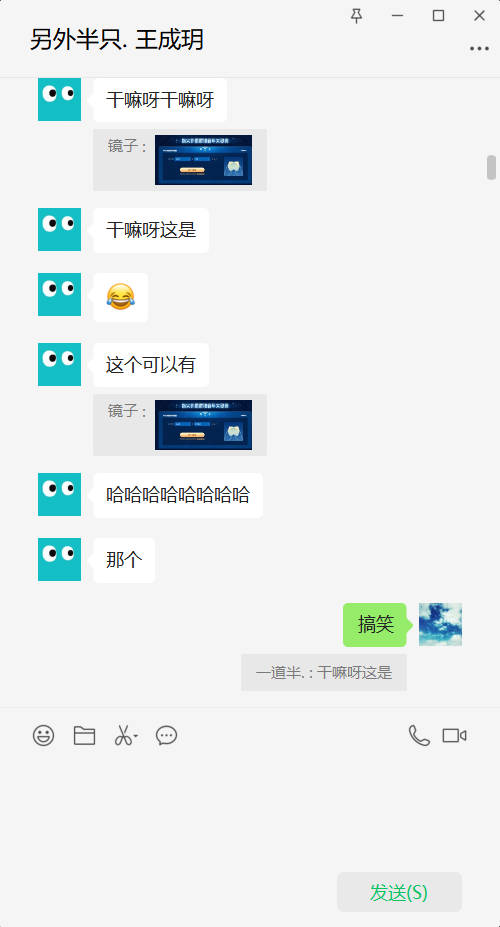 另外半只. 王成玥
干嘛呀干嘛呀
镜子 :
干嘛呀这是
这个可以有
镜子 :
哈哈哈哈哈哈哈哈
那个
搞笑
一道半. : 干嘛呀这是
发送(S)